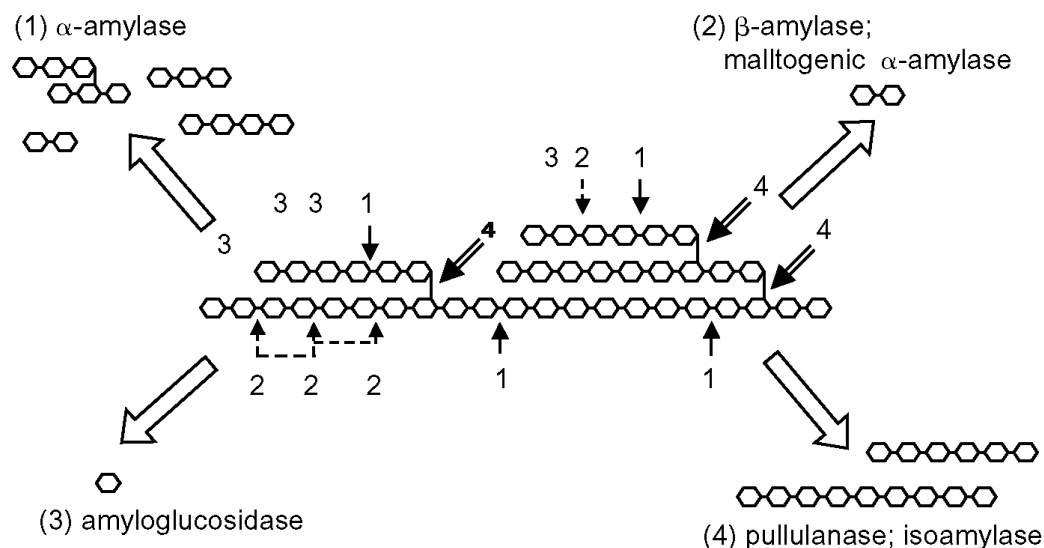 (1) α-amylase
(2) β-amylase;
malltogenic α-amylase
3 2 1
4
3 3 1
4
4
3
2 2 2
1
1
(3) amyloglucosidase
(4) pullulanase; isoamylase